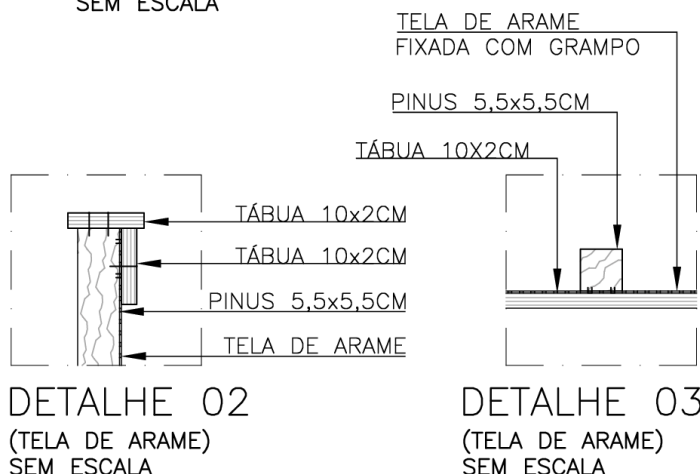 SEM ESCALA
TELA DE ARAME
FIXADA COM GRAMPO
PINUS 5,5x5,5CM
TÁBUA 10X2CM
TÁBUA 10x2CM
TÁBUA 10x2CM
PINUS 5,5x5,5CM
TELA DE ARAME
DETALHE 02
(TELA DE ARAME)
SEM ESCALA
DETALHE 03
(TELA DE ARAME)
SEM ESCALA